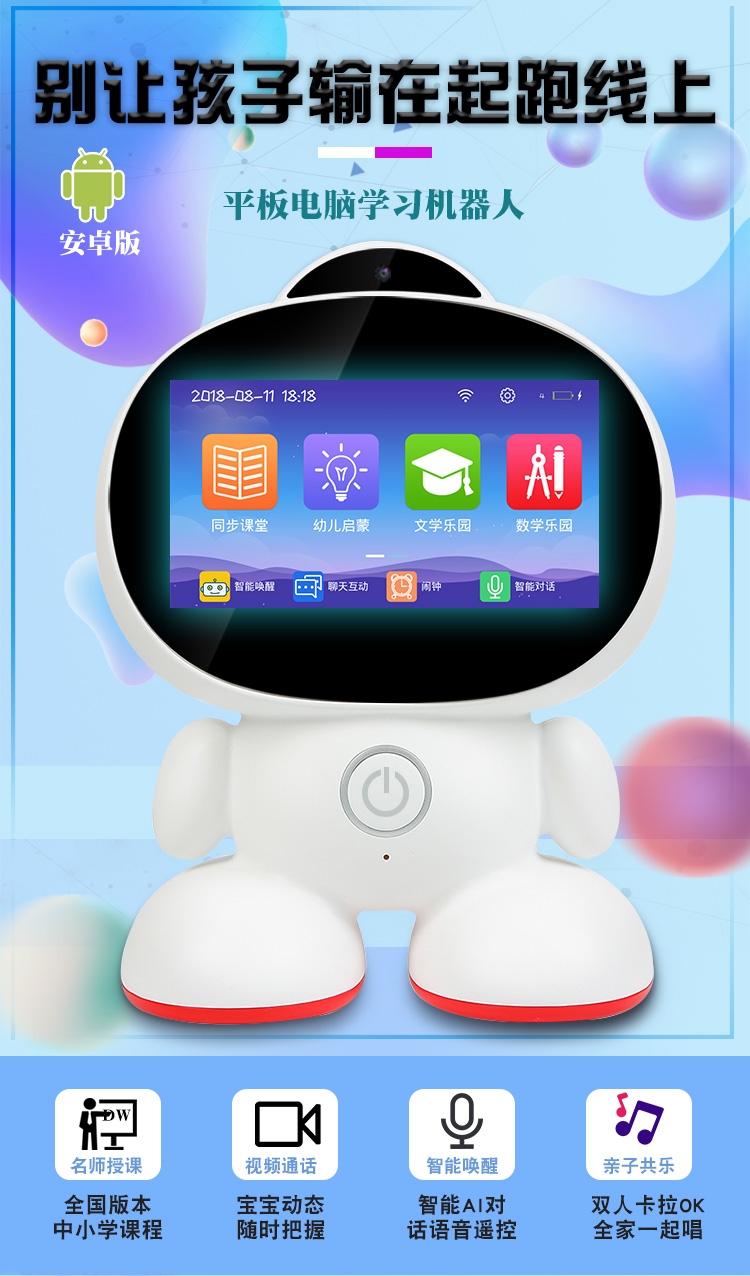 别让孩子输在起跑线上
平板电脑学习机器人
安卓版
2018-08-11 18:18
4
同步课堂
幼儿启蒙
文学乐园
数学乐园
智能唤醒
聊天互动
闹钟
智能对话
DW
名师授课
视频通话
智能唤醒
亲子共乐
全国版本
中小学课程
宝宝动态
随时把握
智能AI对
话语音遥控
双人卡拉OK
全家一起唱